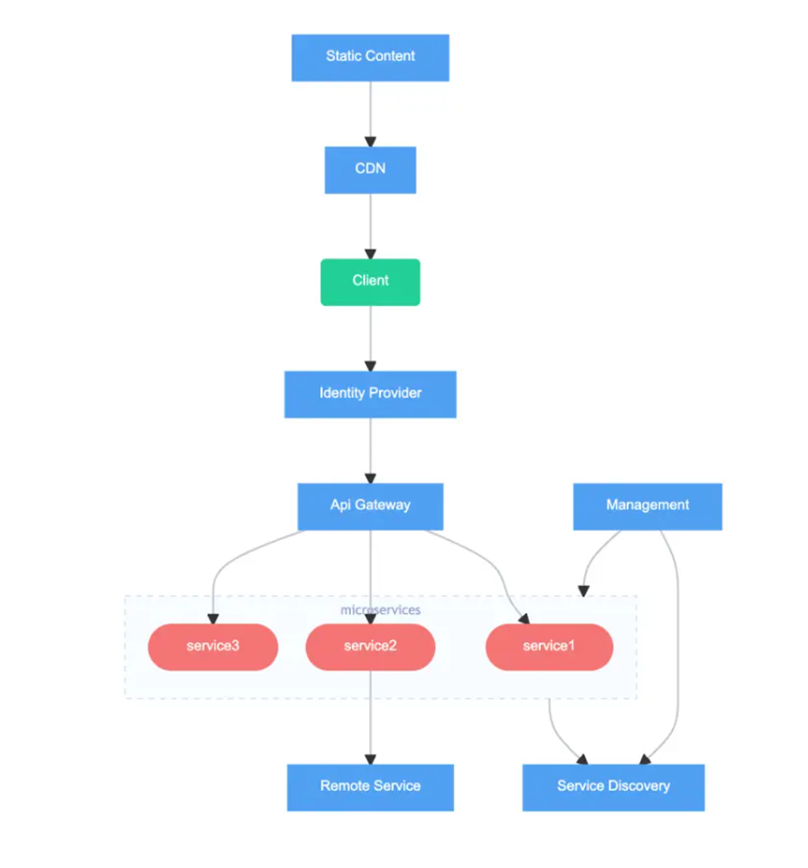 Static Content
CDN
Client
Identity Provider
Api Gateway
Management
microservices
service3
service2
service1
Remote Service
Service Discovery